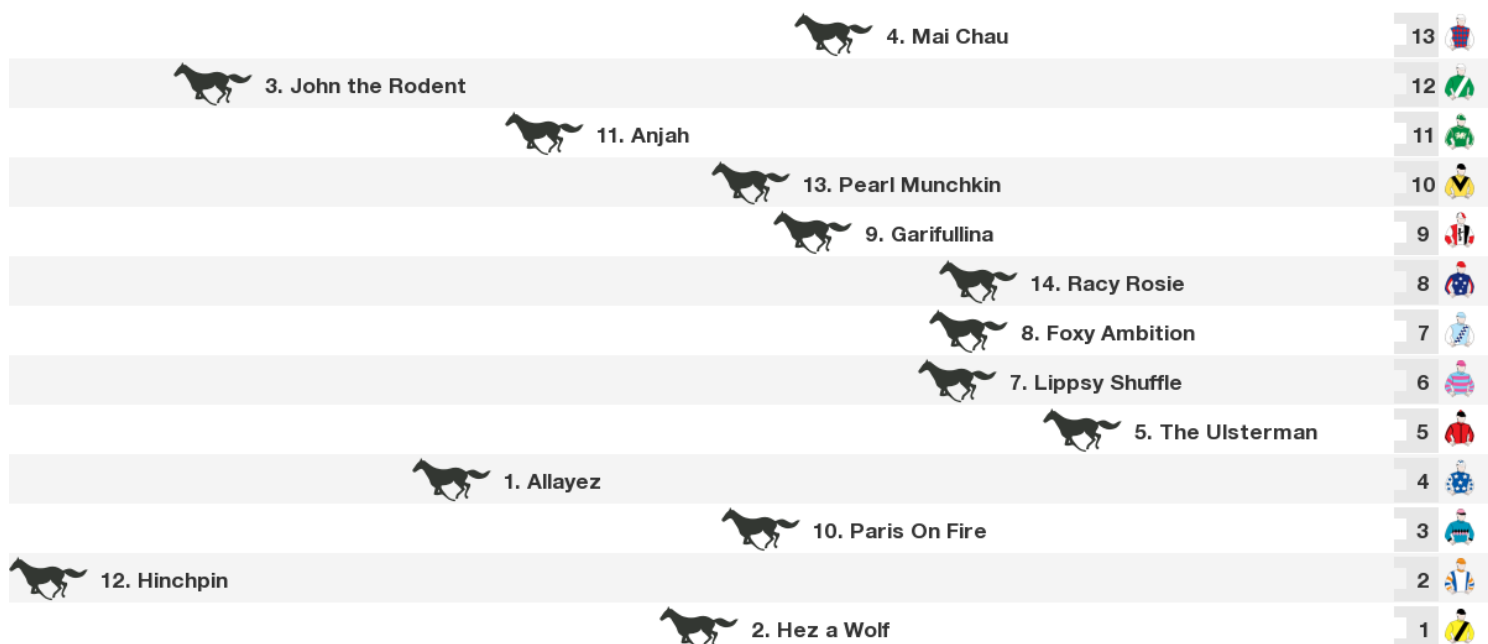 4. Mai Chau 13
3. John the Rodent 12
11. Anjah 11
13. Pearl Munchkin 10
9. Garifullina 9
14. Racy Rosie 8
8. Foxy Ambition 7
7. Lippsy Shuffle 6
5. The Ulsterman 5
1. Allayez 4
10. Paris On Fire 3
12. Hinchpin 2
2. Hez a Wolf 1